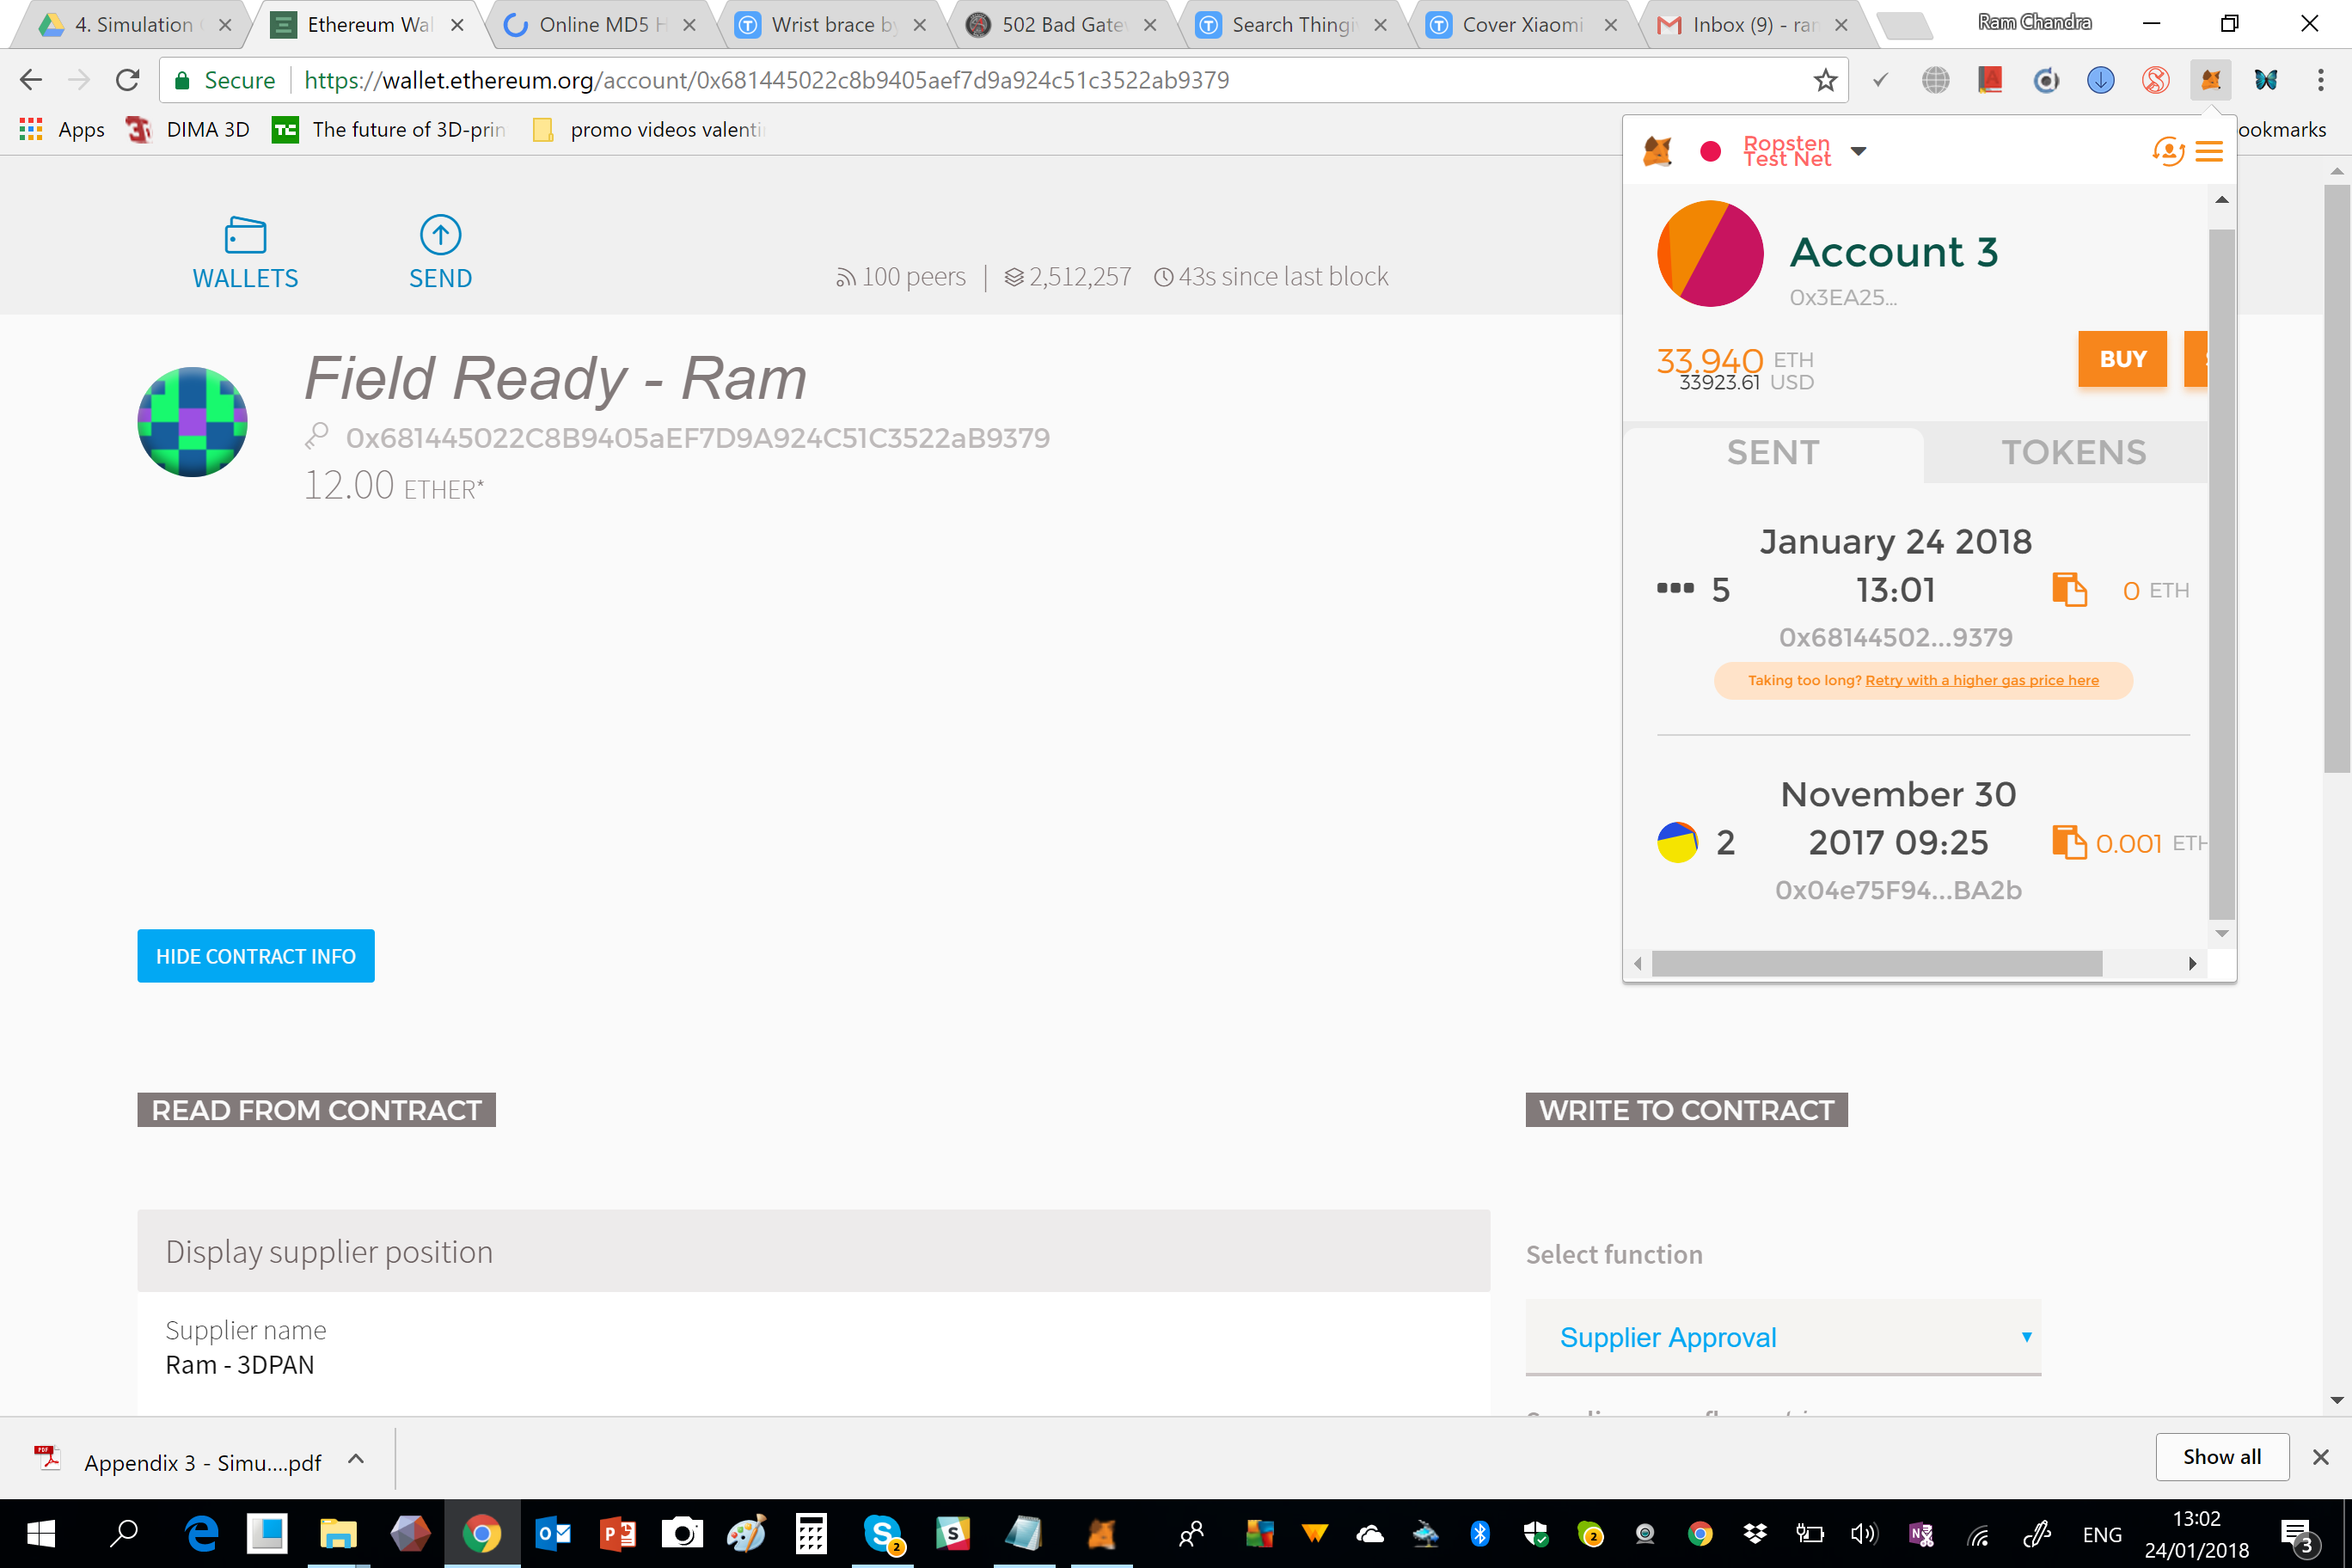 4. Simulation
Ethereum Wal
Online MD5 H
Wrist brace by
502 Bad Gatew
Search Thingi
Cover Xiaomi
Inbox (9) - ram
Ram Chandra
Secure
https://wallet.ethereum.org/account/0x681445022c8b9405aef7d9a924c51c3522ab9379
Apps
DIMA 3D
TC
The future of 3D-prin
promo videos valenti
ookmarks
WALLETS
SEND
100 peers | 2,512,257 43s since last block
Field Ready - Ram
0x681445022C8B9405aEF7D9A924C51C3522aB9379
12.00 ETHER*
HIDE CONTRACT INFO
READ FROM CONTRACT
Display supplier position
Supplier name
Ram - 3DPAN
WRITE TO CONTRACT
Select function
Supplier Approval
Ropsten
Test Net
Account 3
0x3EA25...
33.940 ETH
33923.61 USD
BUY
SENT
TOKENS
January 24 2018
5 13:01 0 ETH
0x68144502...9379
Taking too long? Retry with a higher gas price here
November 30
2 2017 09:25 0.001 ETH
0x04e75F94...BA2b
Appendix 3 - Simu....pdf
Show all
ENG
13:02
24/01/2018
3